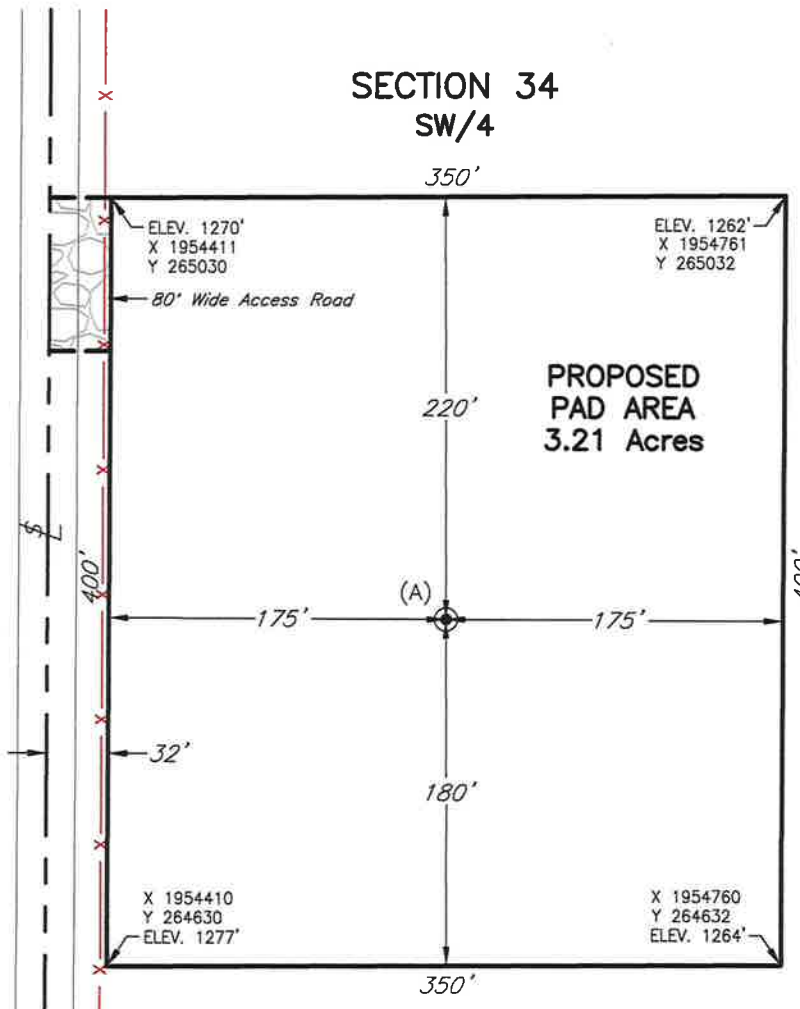 SECTION 34
SW/4
350'
ELEV. 1270'
X 1954411
Y 265030
ELEV. 1262'
X 1954761
Y 265032
80' Wide Access Road
PROPOSED
PAD AREA
3.21 Acres
220'
400'
400'
(A)
175'
175'
32'
180'
X 1954410
Y 264630
ELEV. 1277'
X 1954760
Y 264632
ELEV. 1264'
350'